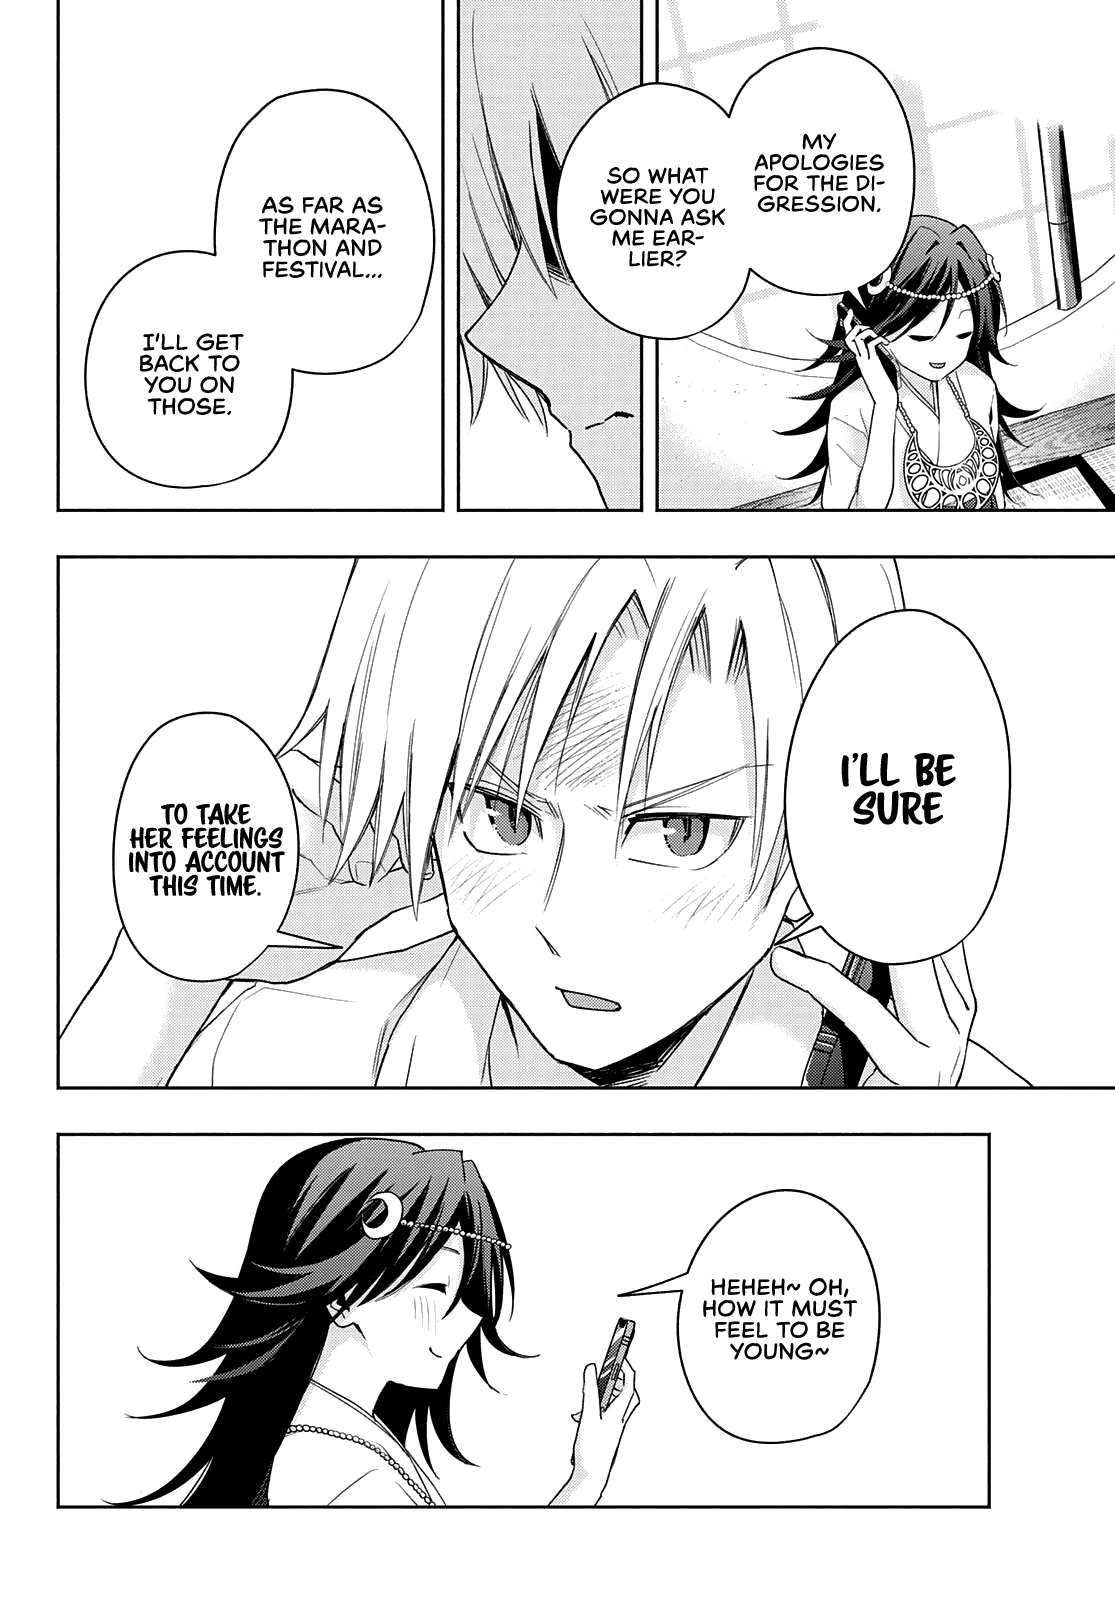 MY
APOLOGIES
FOR THE DI-
GRESSION.
SO WHAT
WERE YOU
GONNA ASK
ME EAR-
LIER?
AS FAR AS
THE MARA-
THON AND
FESTIVAL...
I'LL GET
BACK TO
YOU ON
THOSE.
I'LL BE
SURE
TO TAKE
HER FEELINGS
INTO ACCOUNT
THIS TIME.
HEHEH~ OH,
HOW IT MUST
FEEL TO BE
YOUNG~